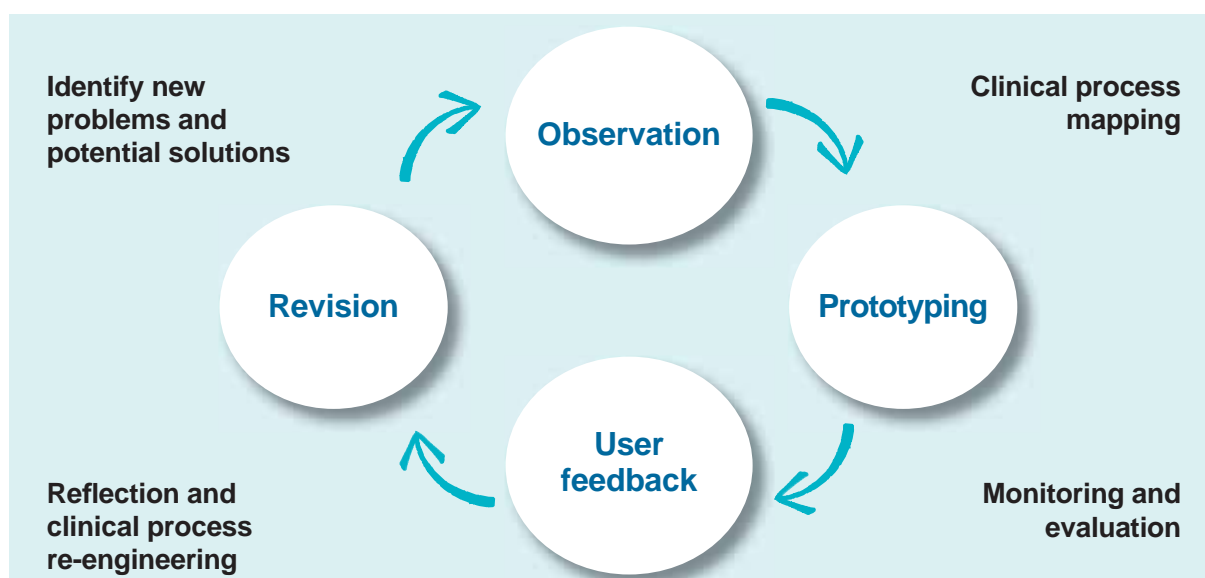 Identify new
problems and
potential solutions
Observation
Clinical process
mapping
Revision
Prototyping
User
feedback
Reflection and
clinical process
re-engineering
Monitoring and
evaluation